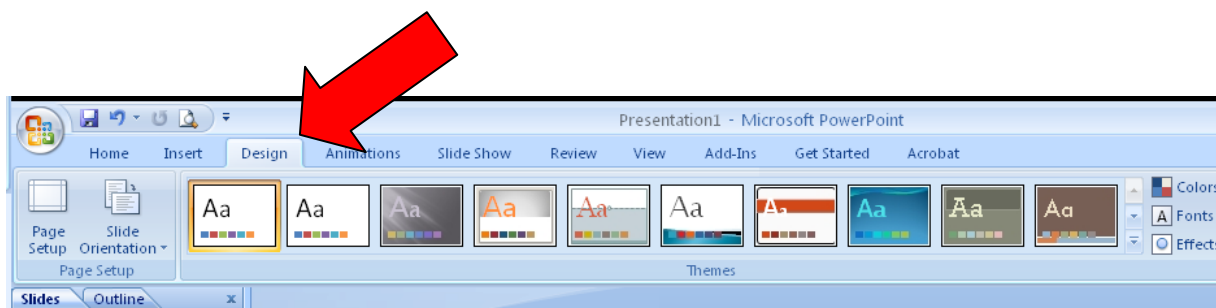 Presentation1 - Microsoft PowerPoint
Home Insert Design Animations Slide Show Review View Add-Ins Get Started Acrobat
Aa Aa Aa Aa Aa Aa Aa Aa Aa Aa
Colors
Fonts
Effects
Page Setup
Slide Orientation
Page Setup
Themes
Slides Outline x